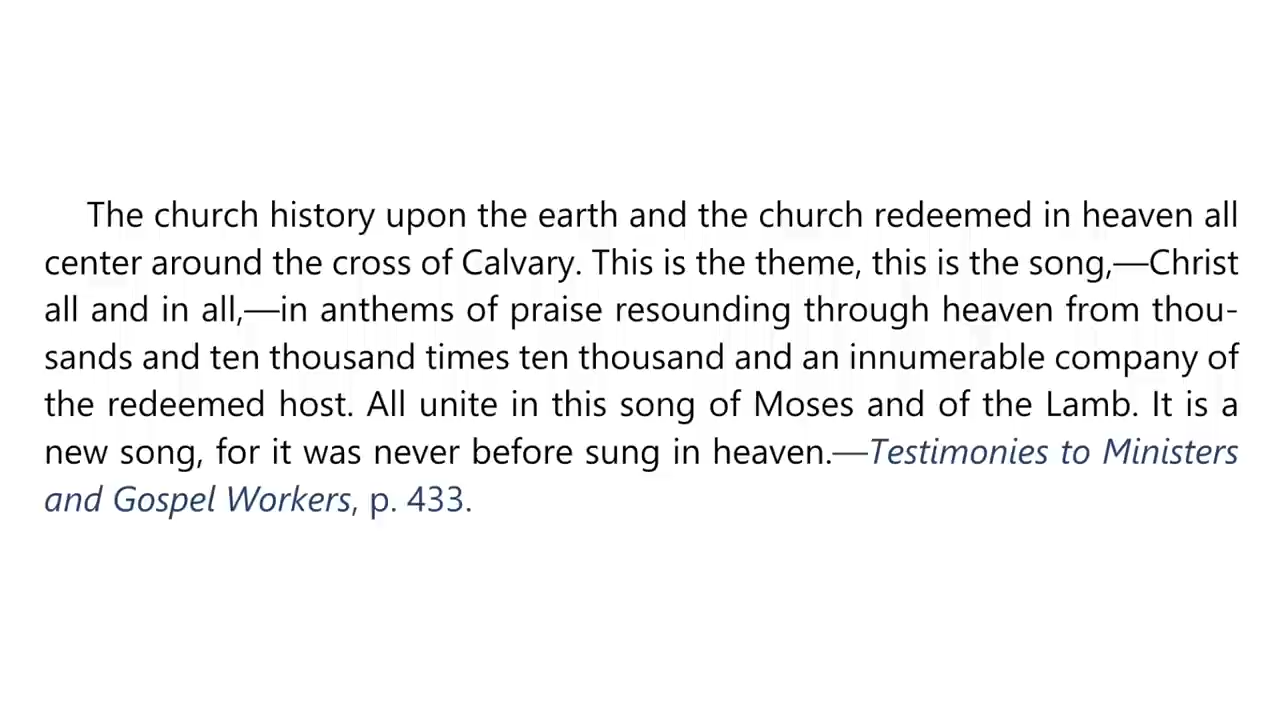 The church history upon the earth and the church redeemed in heaven all
center around the cross of Calvary. This is the theme, this is the song,—Christ
all and in all,—in anthems of praise resounding through heaven from thou-
sands and ten thousand times ten thousand and an innumerable company of
the redeemed host. All unite in this song of Moses and of the Lamb. It is a
new song, for it was never before sung in heaven.—Testimonies to Ministers
and Gospel Workers, p. 433.